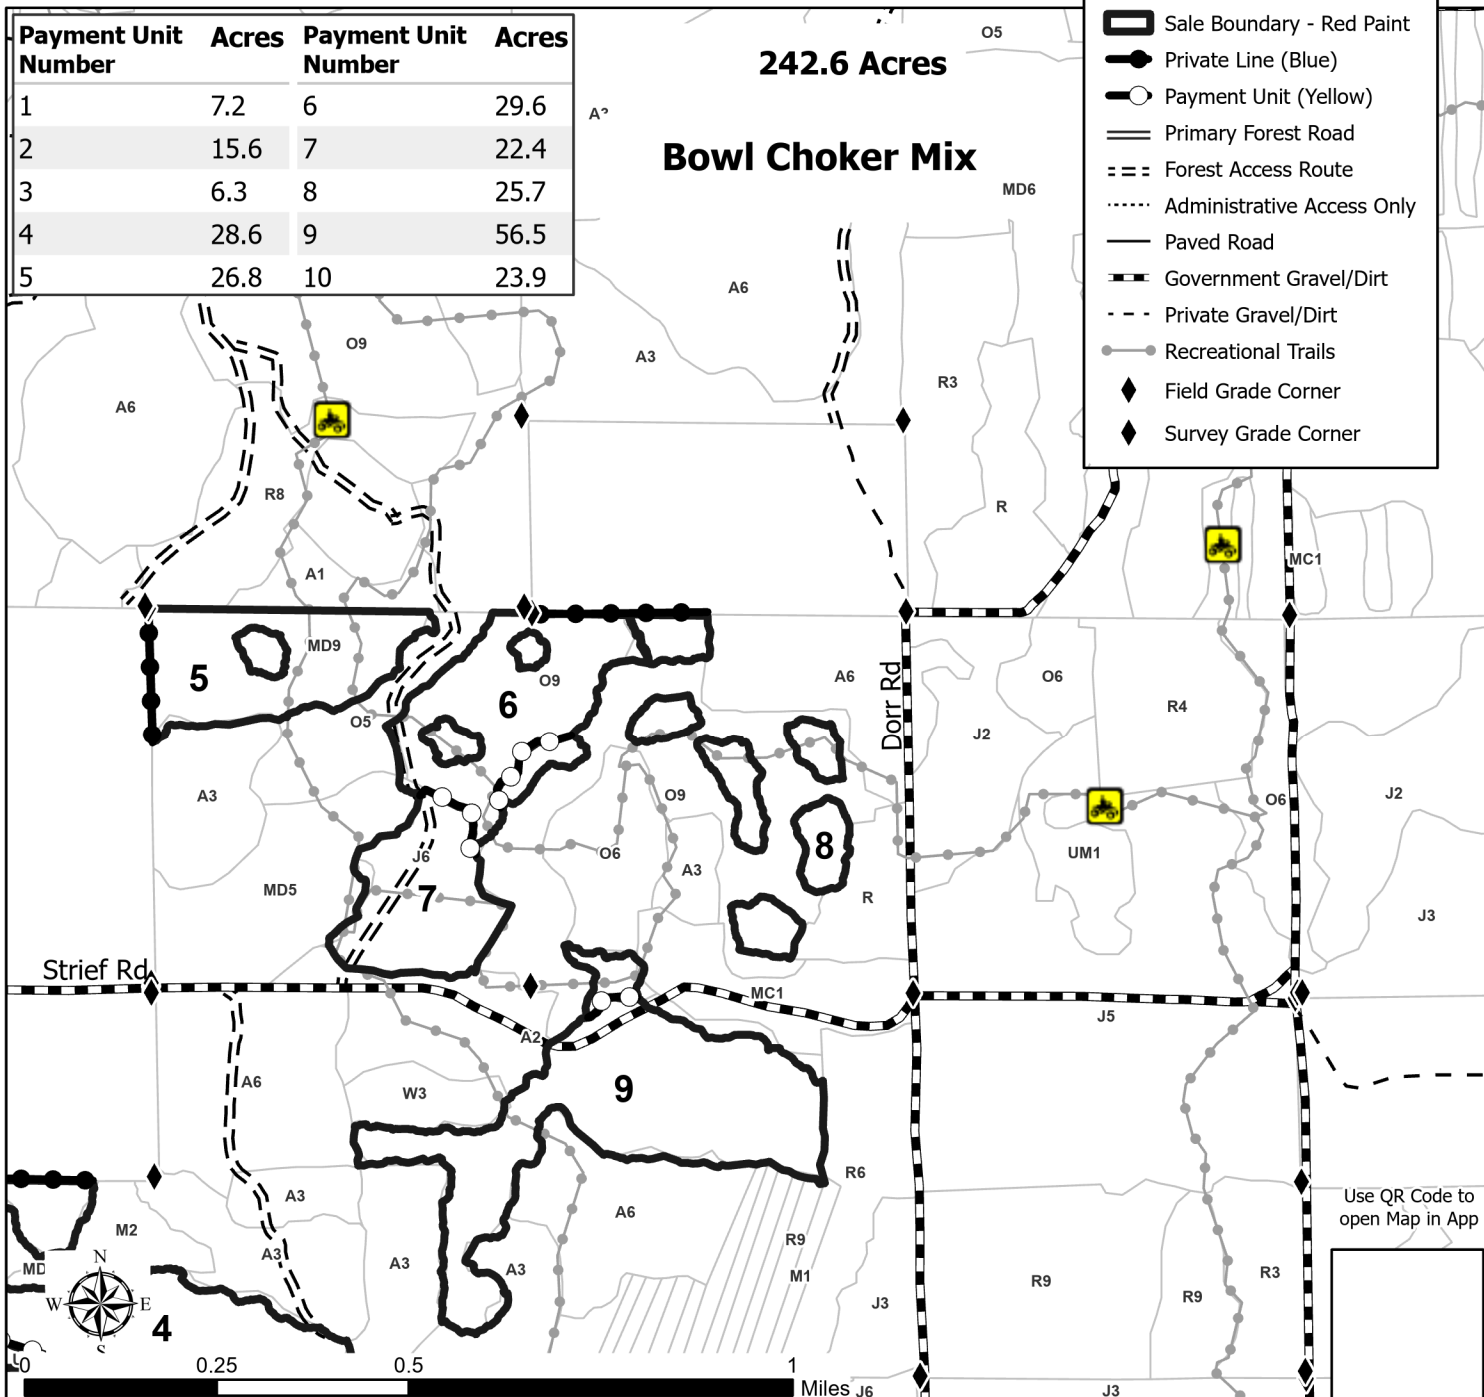 Payment Unit Number Acres Payment Unit Number Acres
1 7.2 6 29.6
2 15.6 7 22.4
3 6.3 8 25.7
4 28.6 9 56.5
5 26.8 10 23.9
242.6 Acres
Bowl Choker Mix
Sale Boundary - Red Paint
Private Line (Blue)
Payment Unit (Yellow)
Primary Forest Road
Forest Access Route
Administrative Access Only
Paved Road
Government Gravel/Dirt
Private Gravel/Dirt
Recreational Trails
Field Grade Corner
Survey Grade Corner
O5
MD6
A6
O9
A3
R3
A6
R8
R
MC1
A1
MD9
5
O9
6
A6
O6
R4
O5
Dorr Rd
J2
A3
O9
O6
J2
J6
O6
A3
8
UM1
MD5
7
R
J3
Strief Rd
MC1
J5
A2
A6
W3
9
R6
A3
M2
A6
Use QR Code to
open Map in App
R9
A3
A3
A3
MD
N
M1
R9
R9
R3
W E
S
4
J3
0 0.25 0.5 1
Miles
J6
J3